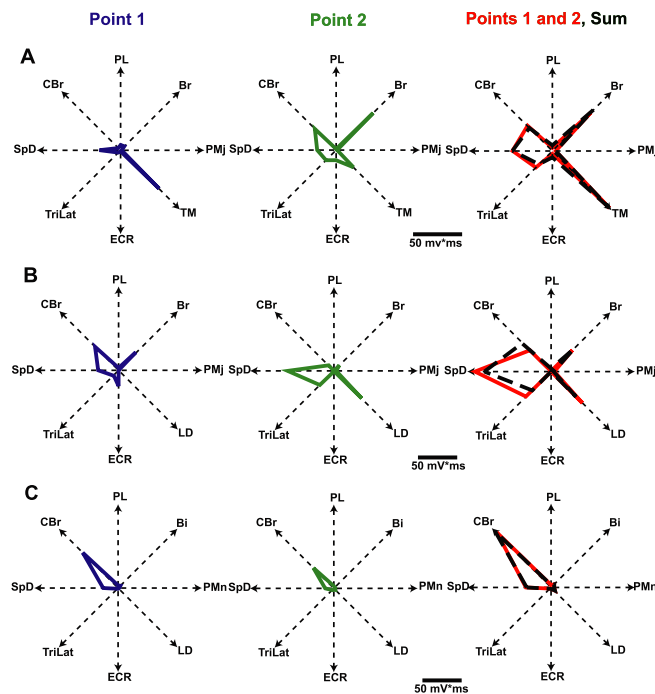 Point 1 Point 2 Points 1 and 2, Sum
A
PL PL PL
CBr Br CBr Br CBr Br
SpD PMj SpD PMj SpD PMj
TriLat TM TriLat TM TriLat TM
ECR ECR ECR
50 mv*ms
B
PL PL PL
CBr Br CBr Br CBr Br
SpD PMj SpD PMj SpD PMj
TriLat LD TriLat LD TriLat LD
ECR ECR ECR
50 mV*ms
C
PL PL PL
CBr Bi CBr Bi CBr Bi
SpD PMn SpD PMn SpD PMn
TriLat LD TriLat LD TriLat LD
ECR ECR ECR
50 mV*ms